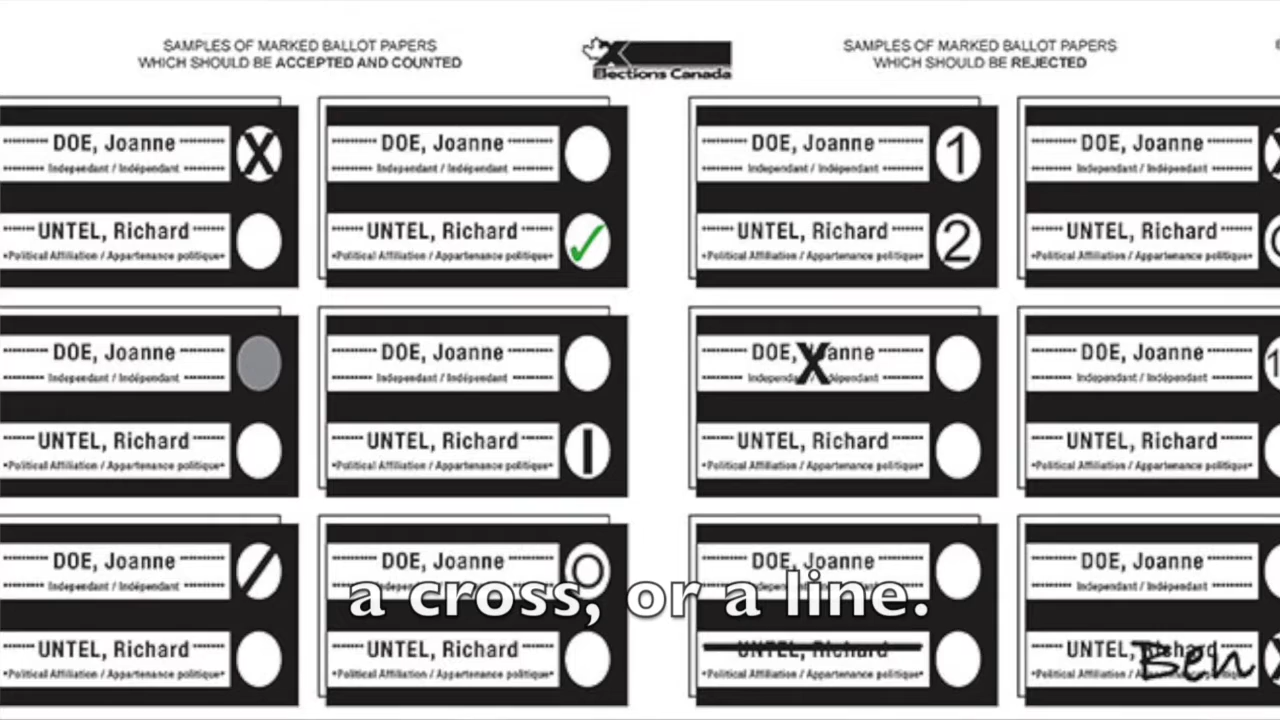 SAMPLES OF MARKED BALLOT PAPERS
WHICH SHOULD BE ACCEPTED AND COUNTED
X
Elections Canada
SAMPLES OF MARKED BALLOT PAPERS
WHICH SHOULD BE REJECTED
DOE, Joanne
Independant / Indépendant
X
UNTEL, Richard
•Political Affiliation / Appartenance politique•
DOE, Joanne
Independant / Indépendant
UNTEL, Richard
•Political Affiliation / Appartenance politique•
✓
DOE, Joanne
Independant / Indépendant
1
UNTEL, Richard
•Political Affiliation / Appartenance politique•
2
DOE, Joanne
Independant / Indépendant
UNTEL, Richard
•Political Affiliation / Appartenance politique•
DOE, Joanne
Independant / Indépendant
UNTEL, Richard
•Political Affiliation / Appartenance politique•
DOE, Joanne
Independant / Indépendant
UNTEL, Richard
•Political Affiliation / Appartenance politique•
DOE, Joanne
Independant / Indépendant
X
UNTEL, Richard
•Political Affiliation / Appartenance politique•
DOE, Joanne
Independant / Indépendant
1
UNTEL, Richard
•Political Affiliation / Appartenance politique•
DOE, Joanne
Independant / Indépendant
UNTEL, Richard
•Political Affiliation / Appartenance politique•
DOE, Joanne
Independant / Indépendant
UNTEL, Richard
•Political Affiliation / Appartenance politique•
DOE, Joanne
Independant / Indépendant
UNTEL, Richard
•Political Affiliation / Appartenance politique•
DOE, Joanne
Independant / Indépendant
UNTEL, Richard
•Political Affiliation / Appartenance politique•
Ben
a cross, or a line.